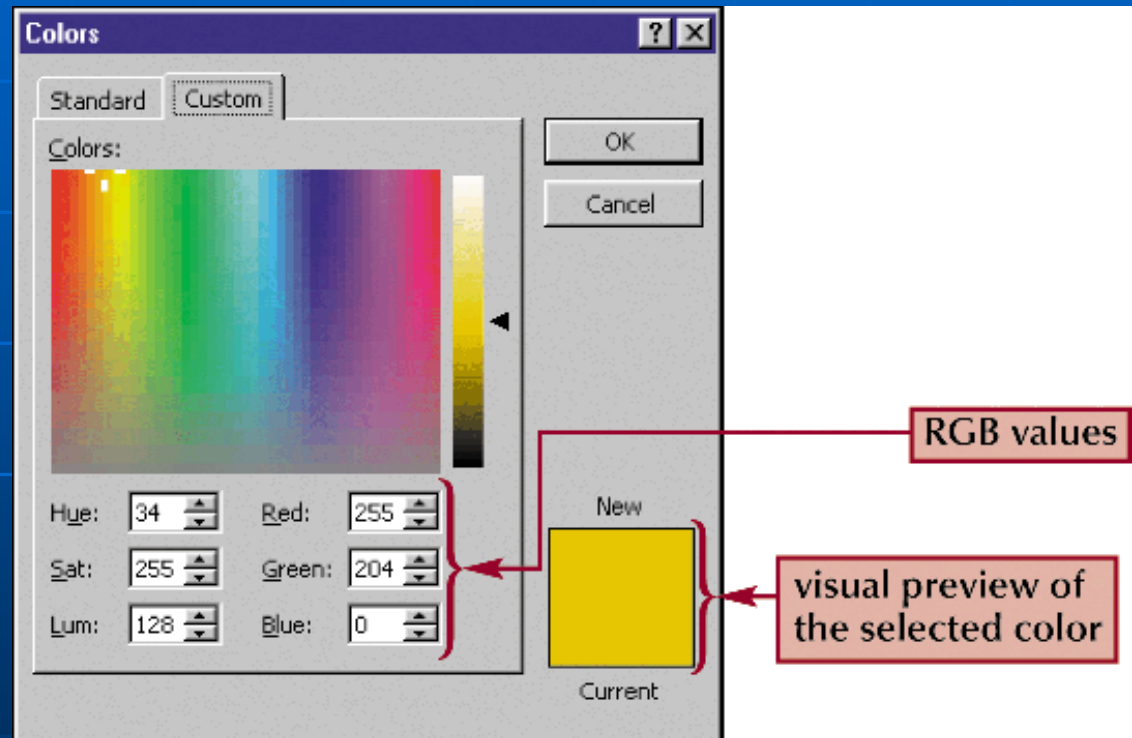 Colors
Standard Custom
Colors:
OK
Cancel
RGB values
Hue: 34 Red: 255
Sat: 255 Green: 204
Lum: 128 Blue: 0
New
visual preview of
the selected color
Current